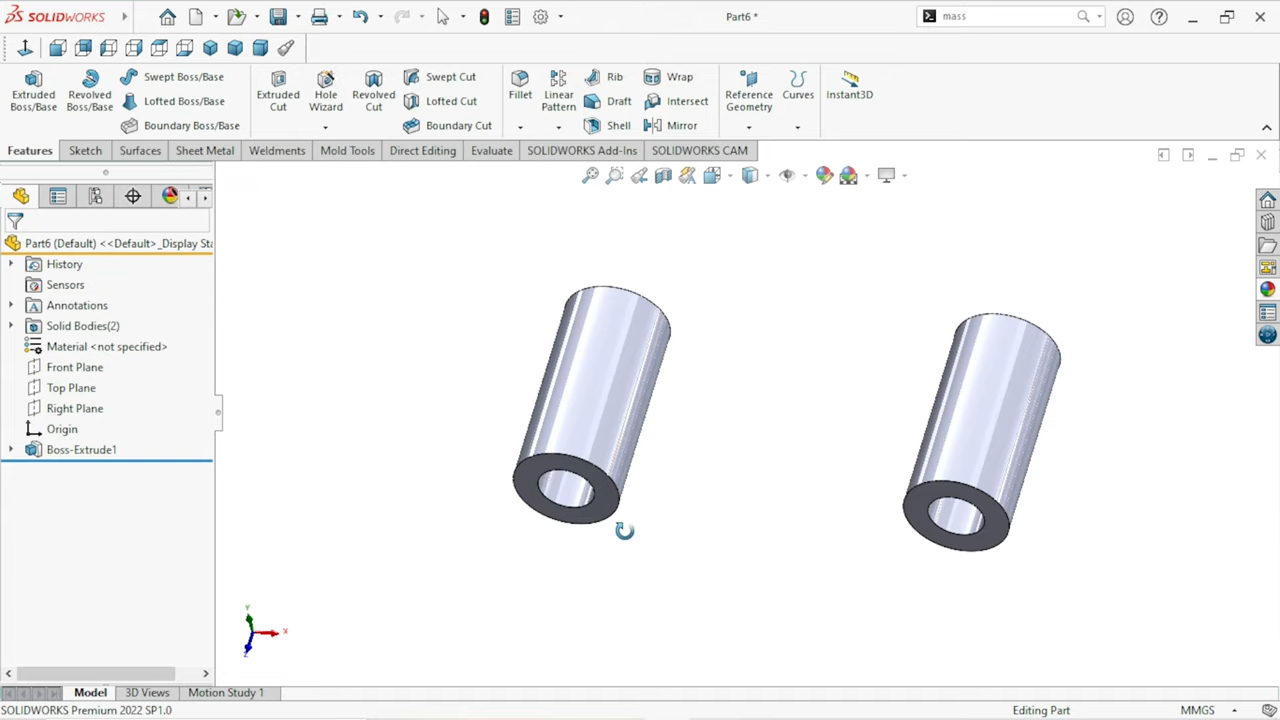 SOLIDWORKS
Part6 *
mass
Extruded Boss/Base
Revolved Boss/Base
Swept Boss/Base
Lofted Boss/Base
Boundary Boss/Base
Extruded Cut
Hole Wizard
Revolved Cut
Swept Cut
Lofted Cut
Boundary Cut
Fillet
Linear Pattern
Rib
Draft
Shell
Wrap
Intersect
Mirror
Reference Geometry
Curves
Instant3D
Features
Sketch
Surfaces
Sheet Metal
Weldments
Mold Tools
Direct Editing
Evaluate
SOLIDWORKS Add-Ins
SOLIDWORKS CAM
Part6 (Default) <<Default>_Display Sta
History
Sensors
Annotations
Solid Bodies(2)
Material <not specified>
Front Plane
Top Plane
Right Plane
Origin
Boss-Extrude1
Y
X
Z
Model
3D Views
Motion Study 1
SOLIDWORKS Premium 2022 SP1.0
Editing Part
MMGS